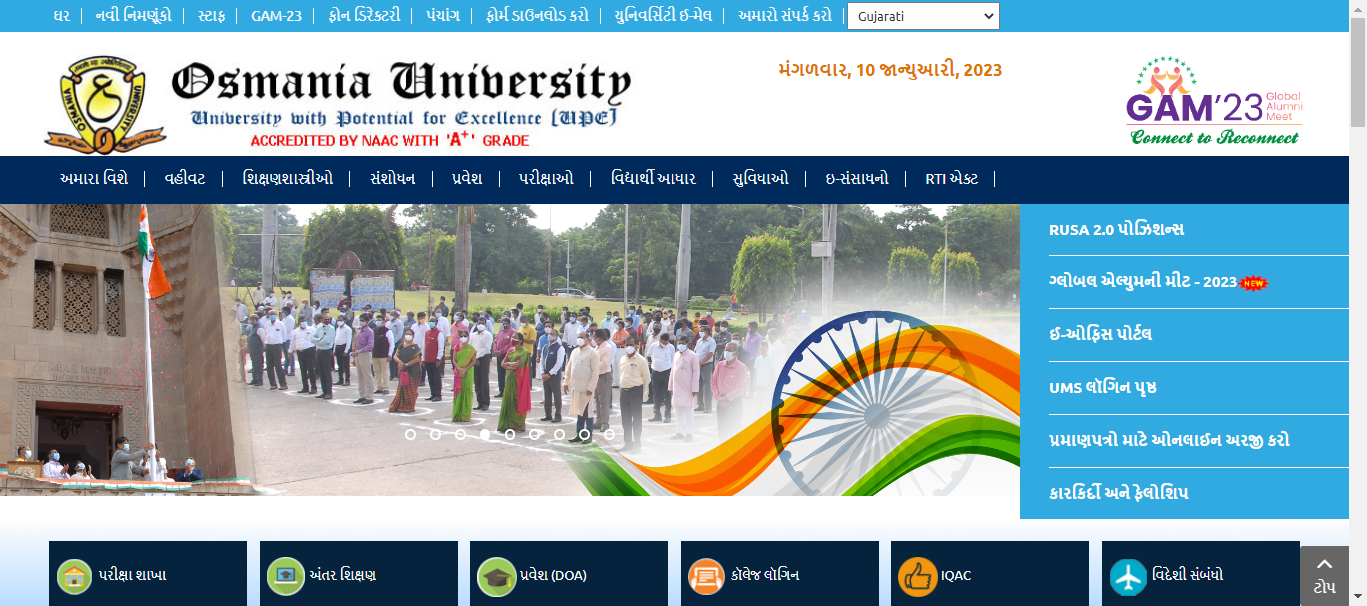 ઘર નવી નિમણૂંકો સ્ટાફ GAM-23 ફોન ડિરેક્ટરી પંચાંગ ફોર્મ ડાઉનલોડ કરો યુનિવર્સિટી ઈ-મેલ અમારો સંપર્ક કરો Gujarati
Osmania University
University with Potential for Excellence (UPE)
ACCREDITED BY NAAC WITH 'A+' GRADE
મંગળવાર, 10 જાન્યુઆરી, 2023
GAM'23 Global Alumni Meet
Connect to Reconnect
અમારા વિશે વહીવટ શિક્ષણશાસ્ત્રીઓ સંશોધન પ્રવેશ પરીક્ષાઓ વિદ્યાર્થી આધાર સુવિધાઓ ઇ-સંસાધનો RTI એક્ટ
RUSA 2.0 પોઝિશન્સ
ગ્લોબલ એલ્યુમની મીટ - 2023 NEW
ઈ-ઓફિસ પોર્ટલ
UMS લૉગિન પૃષ્ઠ
પ્રમાણપત્રો માટે ઓનલાઈન અરજી કરો
કારકિર્દી અને ફેલોશિપ
પરીક્ષા શાખા અંતર શિક્ષણ પ્રવેશ (DOA) કૉલેજ લૉગિન IQAC વિદેશી સંબંધો
ટોપ